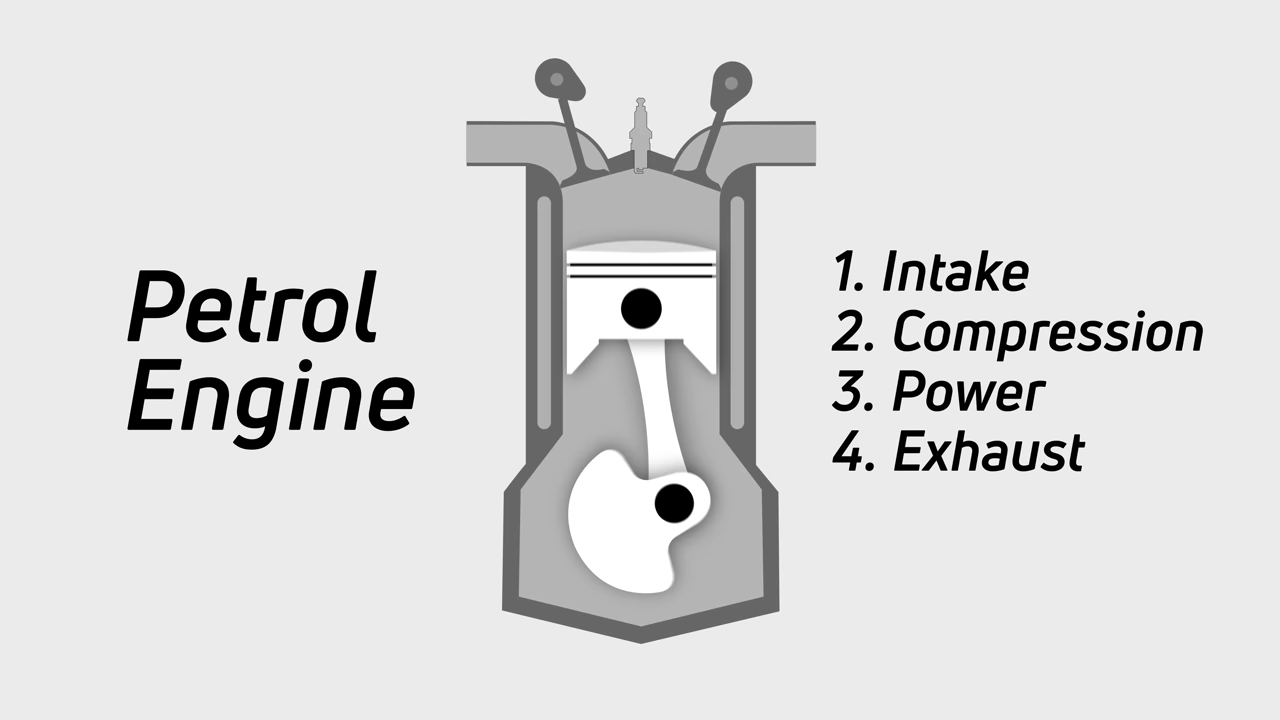 Petrol
Engine
1. Intake
2. Compression
3. Power
4. Exhaust